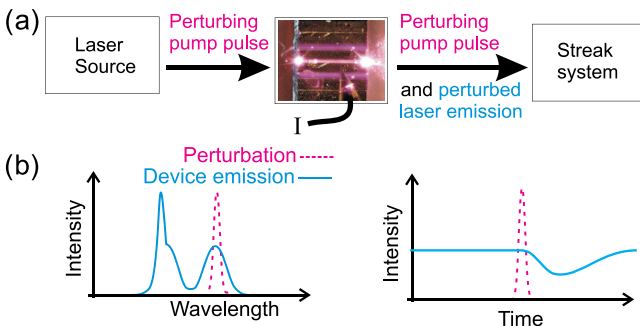 (a)
Laser
Source
Perturbing
pump pulse
I
Perturbing
pump pulse
and perturbed
laser emission
Streak
system
(b)
Perturbation
Device emission
Intensity
Wavelength
Intensity
Time